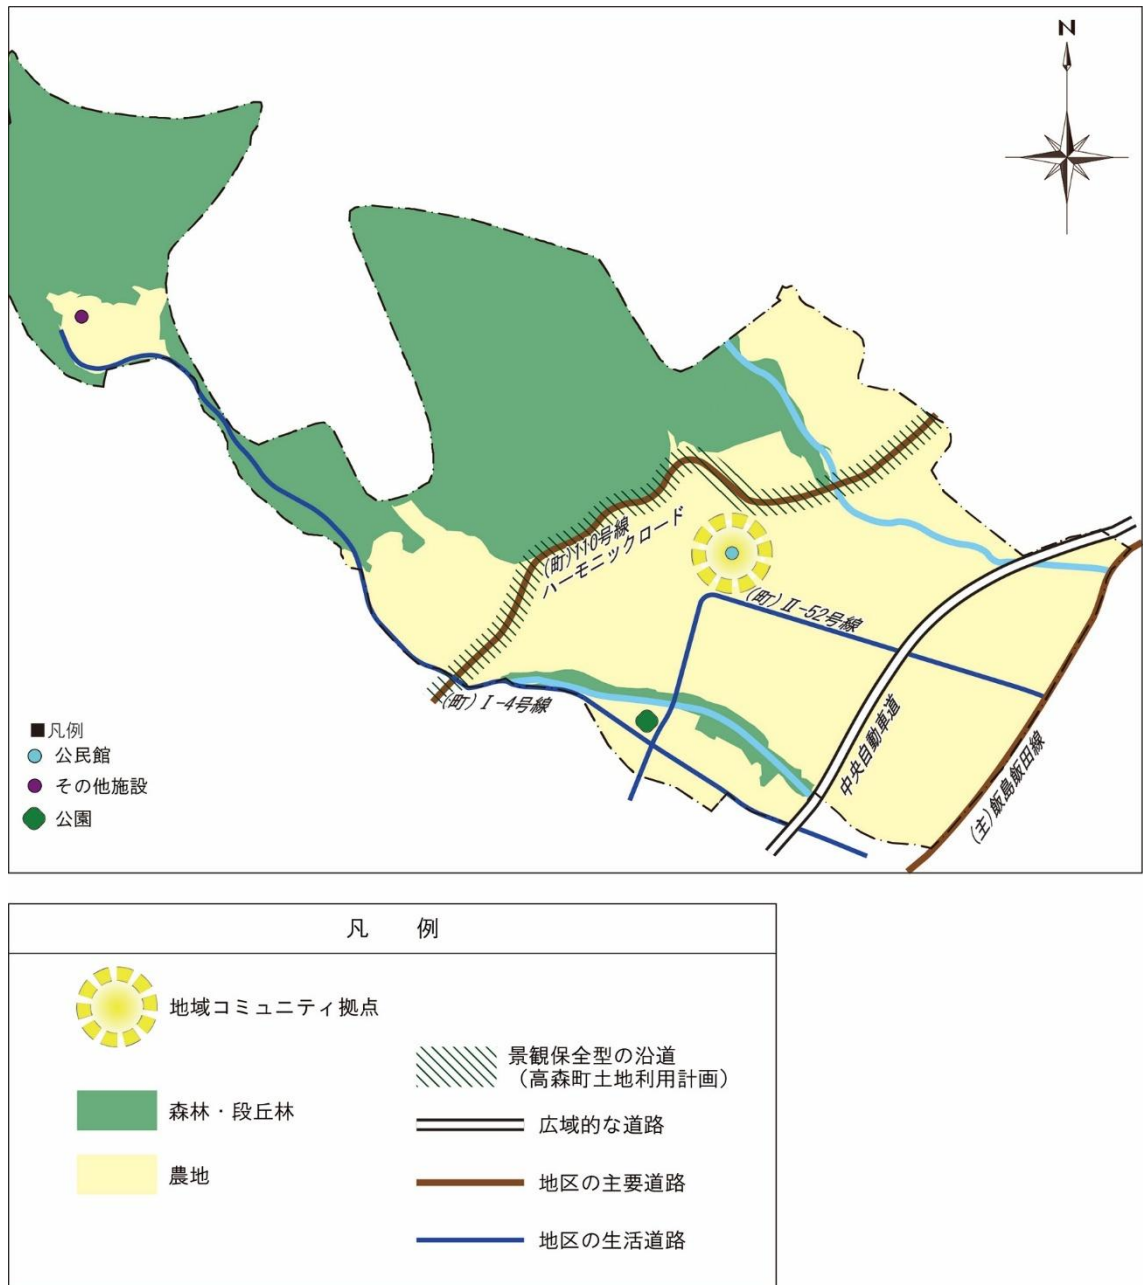 N
(町)110号線
ハーモニックロード
(町)Ⅱ-52号線
(町)Ⅰ-4号線
中央自動車道
(主)飯島飯田線
■凡例
公民館
その他施設
公園
凡 例
地域コミュニティ拠点
森林・段丘林
農地
景観保全型の沿道
(高森町土地利用計画)
広域的な道路
地区の主要道路
地区の生活道路